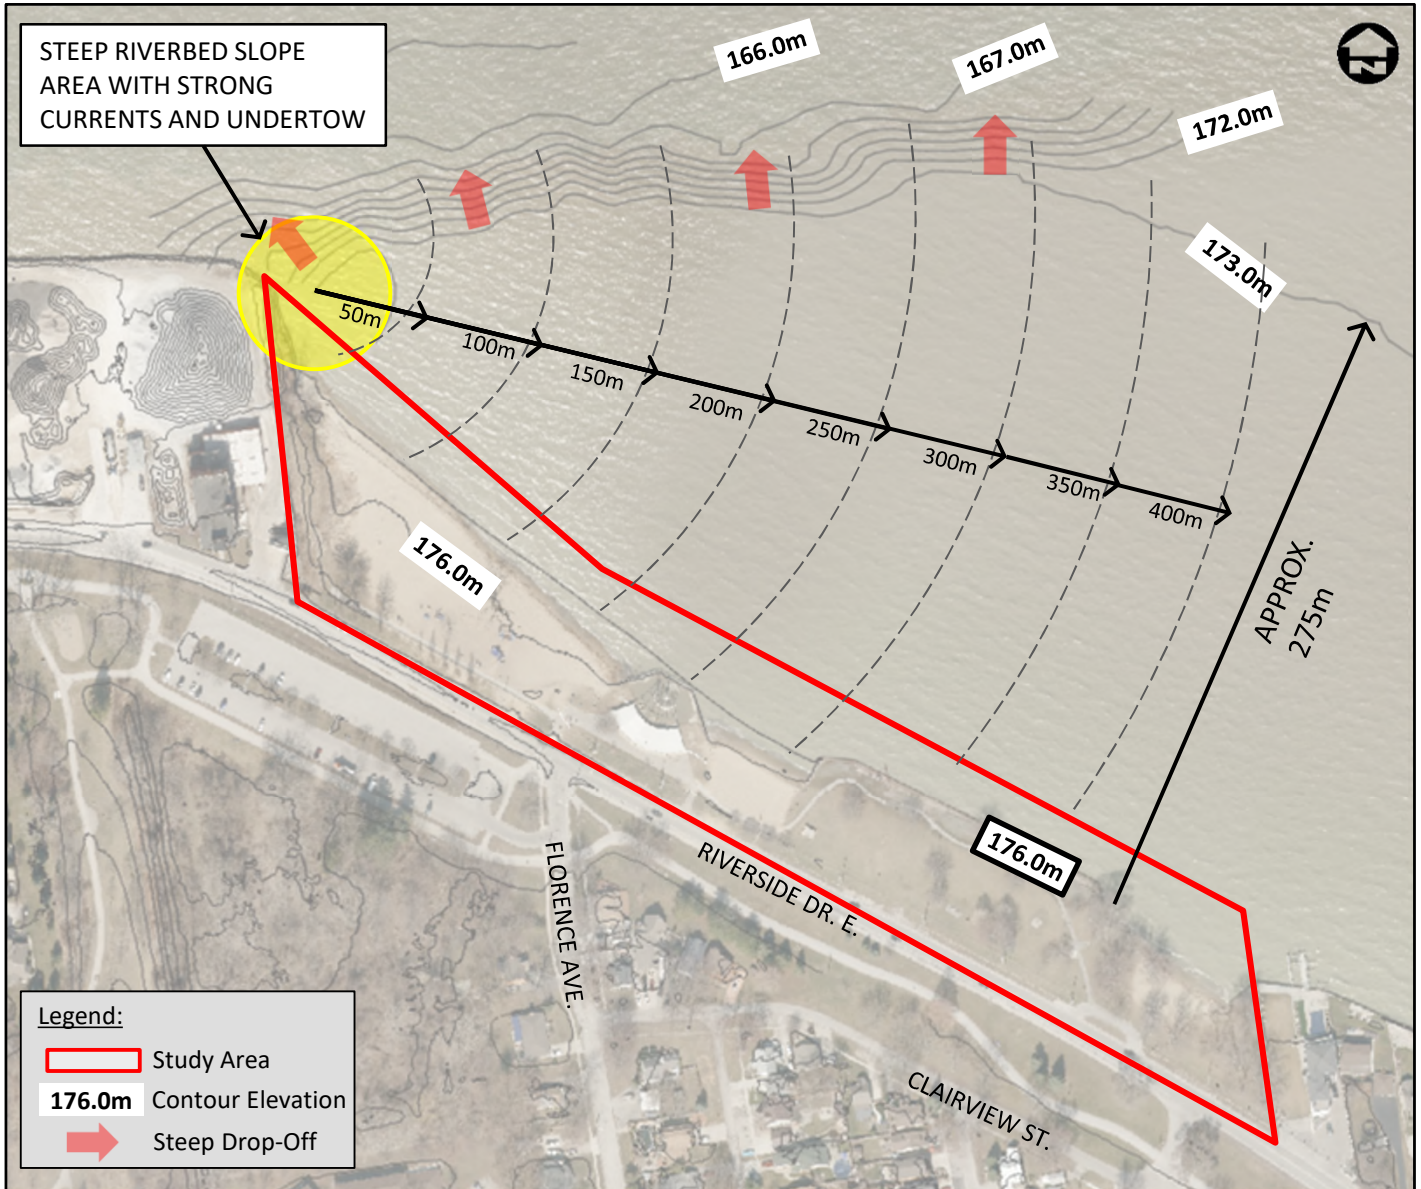 STEEP RIVERBED SLOPE
AREA WITH STRONG
CURRENTS AND UNDERTOW
166.0m
167.0m
172.0m
173.0m
N
50m
100m
150m
200m
250m
300m
350m
400m
APPROX.
275m
176.0m
176.0m
RIVERSIDE DR. E.
FLORENCE AVE.
CLAIRVIEW ST.
Legend:
Study Area
176.0m Contour Elevation
Steep Drop-Off